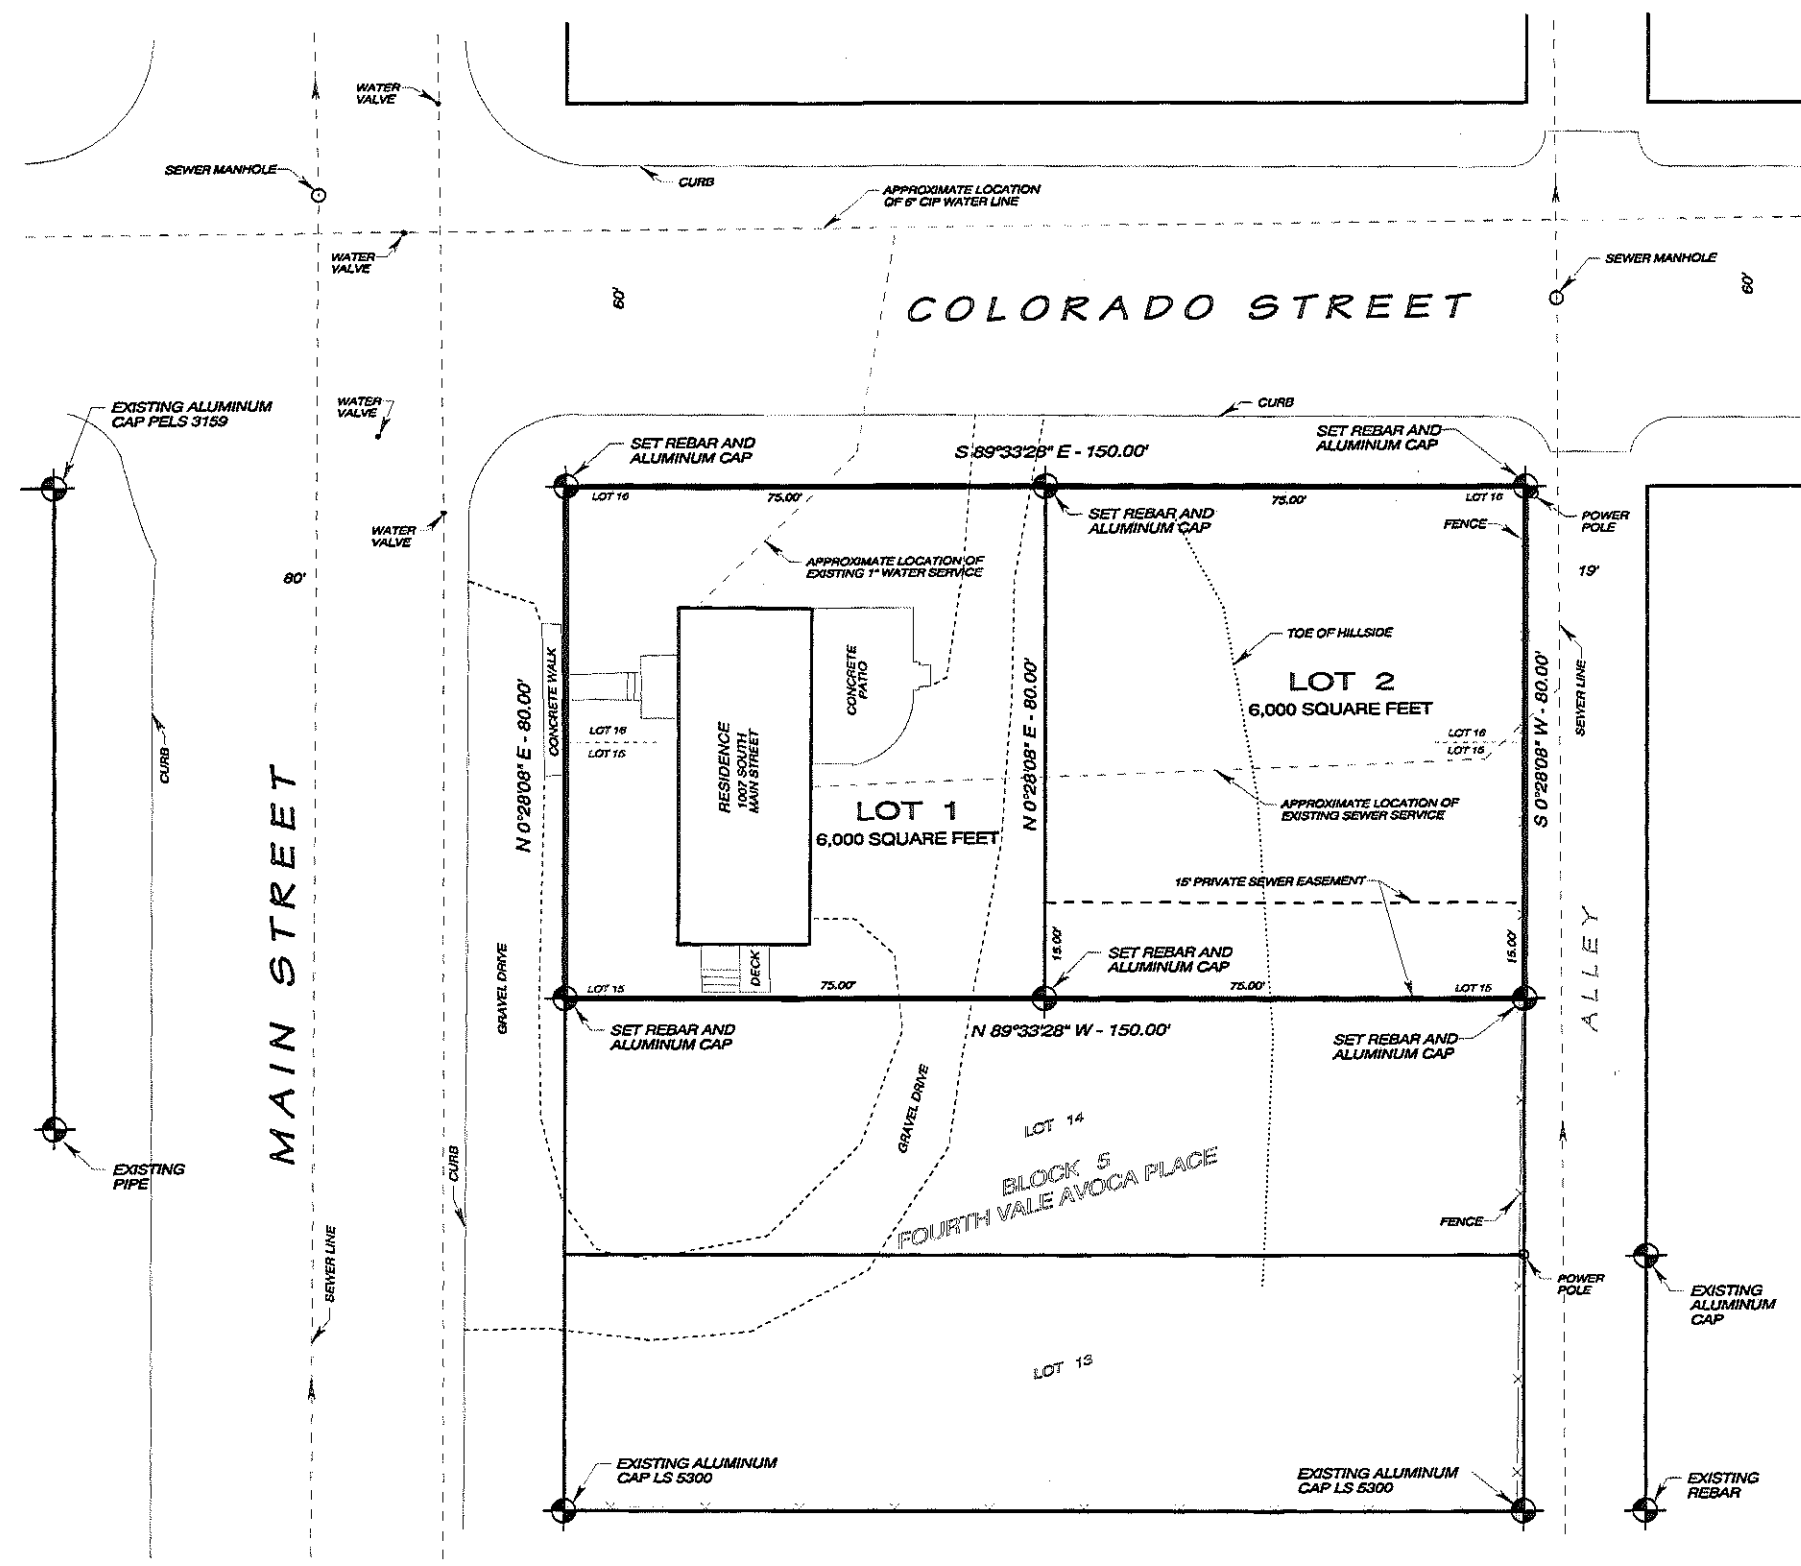 WATER
VALVE
SEWER MANHOLE
CURB
APPROXIMATE LOCATION
OF 6" CIP WATER LINE
WATER
VALVE
60'
COLORADO STREET
SEWER MANHOLE
60'
EXISTING ALUMINUM
CAP PELS 3159
WATER
VALVE
CURB
SET REBAR AND
ALUMINUM CAP
S 89°33'28" E - 150.00'
SET REBAR AND
ALUMINUM CAP
LOT 16
75.00'
75.00'
LOT 16
SET REBAR AND
ALUMINUM CAP
FENCE
POWER
POLE
WATER
VALVE
80'
APPROXIMATE LOCATION OF
EXISTING 1" WATER SERVICE
19'
TOE OF HILLSIDE
CONCRETE WALK
CONCRETE
PATIO
N 0°28'08" E - 80.00'
N 0°28'08" E - 80.00'
LOT 2
6,000 SQUARE FEET
S 0°28'08" W - 80.00'
SEWER LINE
CURB
LOT 16
LOT 15
RESIDENCE
1007 SOUTH
MAIN STREET
LOT 16
LOT 15
LOT 1
6,000 SQUARE FEET
APPROXIMATE LOCATION OF
EXISTING SEWER SERVICE
MAIN STREET
15' PRIVATE SEWER EASEMENT
GRAVEL DRIVE
DECK
15.00'
SET REBAR AND
ALUMINUM CAP
15.00'
ALLEY
LOT 15
75.00'
75.00'
LOT 15
SET REBAR AND
ALUMINUM CAP
N 89°33'28" W - 150.00'
SET REBAR AND
ALUMINUM CAP
GRAVEL DRIVE
LOT 14
BLOCK 5
FOURTH VALE AVOCA PLACE
EXISTING
PIPE
CURB
FENCE
SEWER LINE
POWER
POLE
EXISTING
ALUMINUM
CAP
LOT 13
EXISTING ALUMINUM
CAP LS 5300
EXISTING ALUMINUM
CAP LS 5300
EXISTING
REBAR